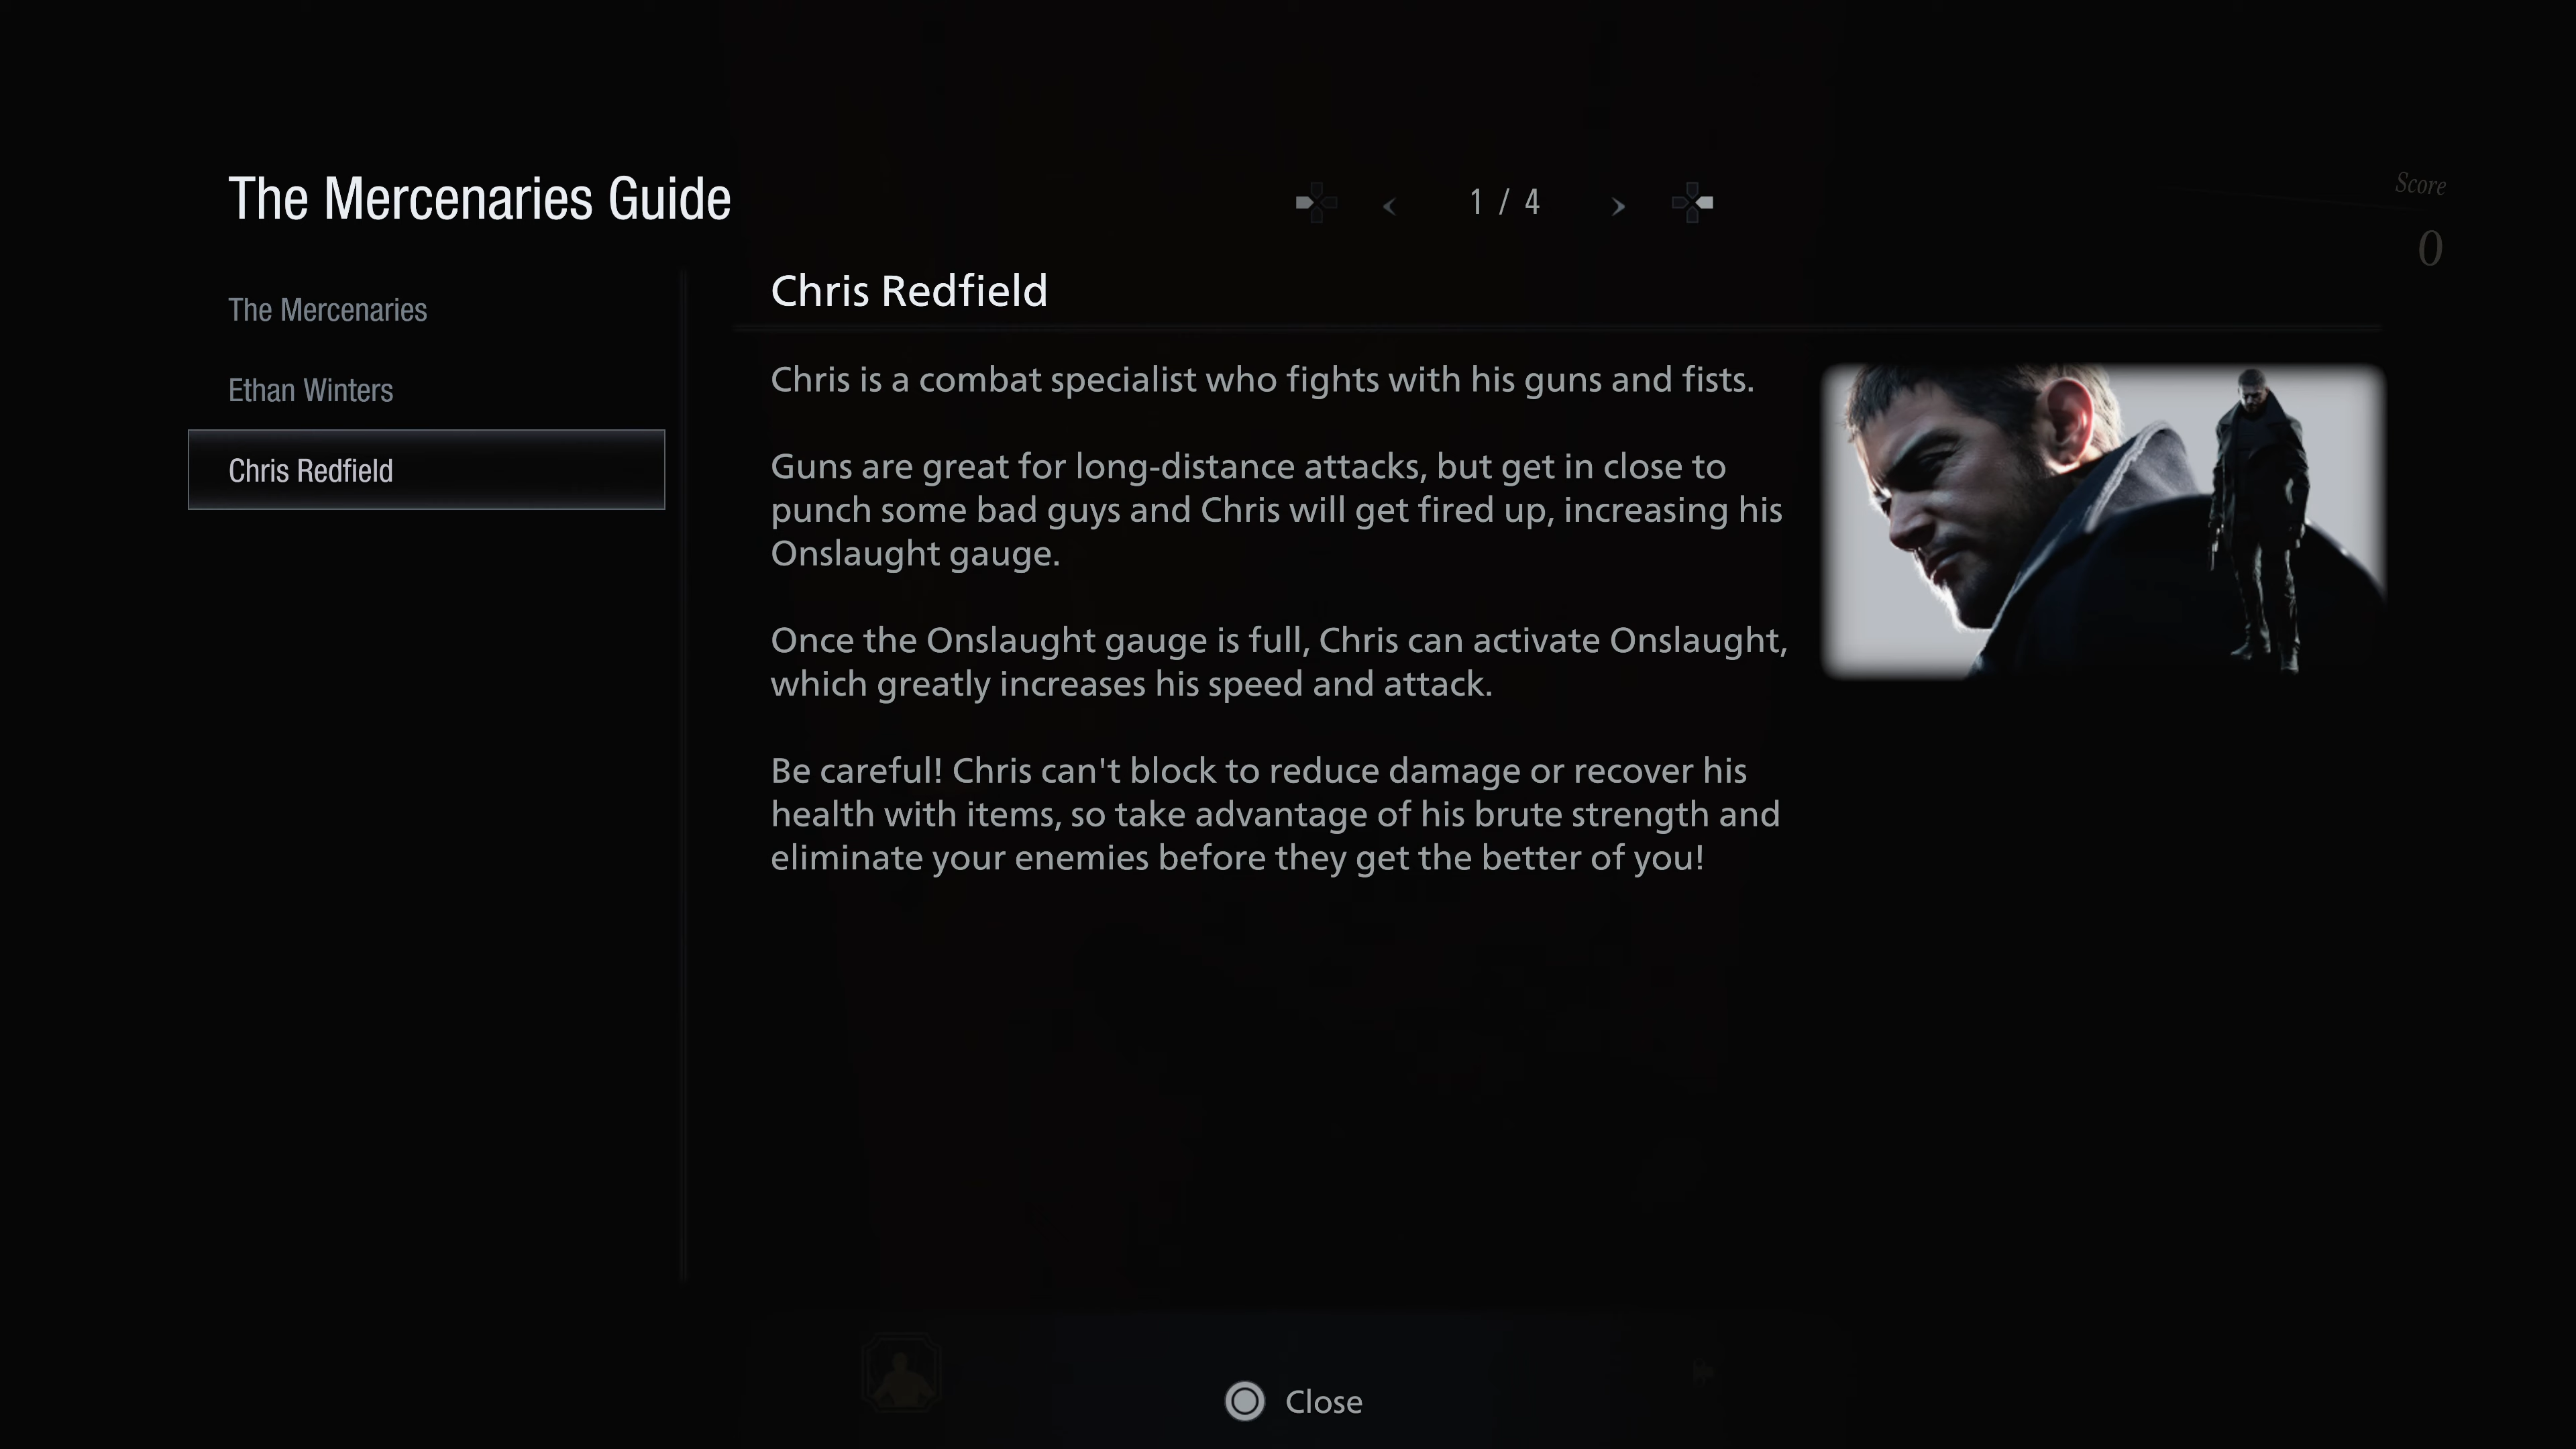 The Mercenaries Guide
1 / 4
Score
0
The Mercenaries
Ethan Winters
Chris Redfield
Chris Redfield
Chris is a combat specialist who fights with his guns and fists.
Guns are great for long-distance attacks, but get in close to
punch some bad guys and Chris will get fired up, increasing his
Onslaught gauge.
Once the Onslaught gauge is full, Chris can activate Onslaught,
which greatly increases his speed and attack.
Be careful! Chris can't block to reduce damage or recover his
health with items, so take advantage of his brute strength and
eliminate your enemies before they get the better of you!
Close